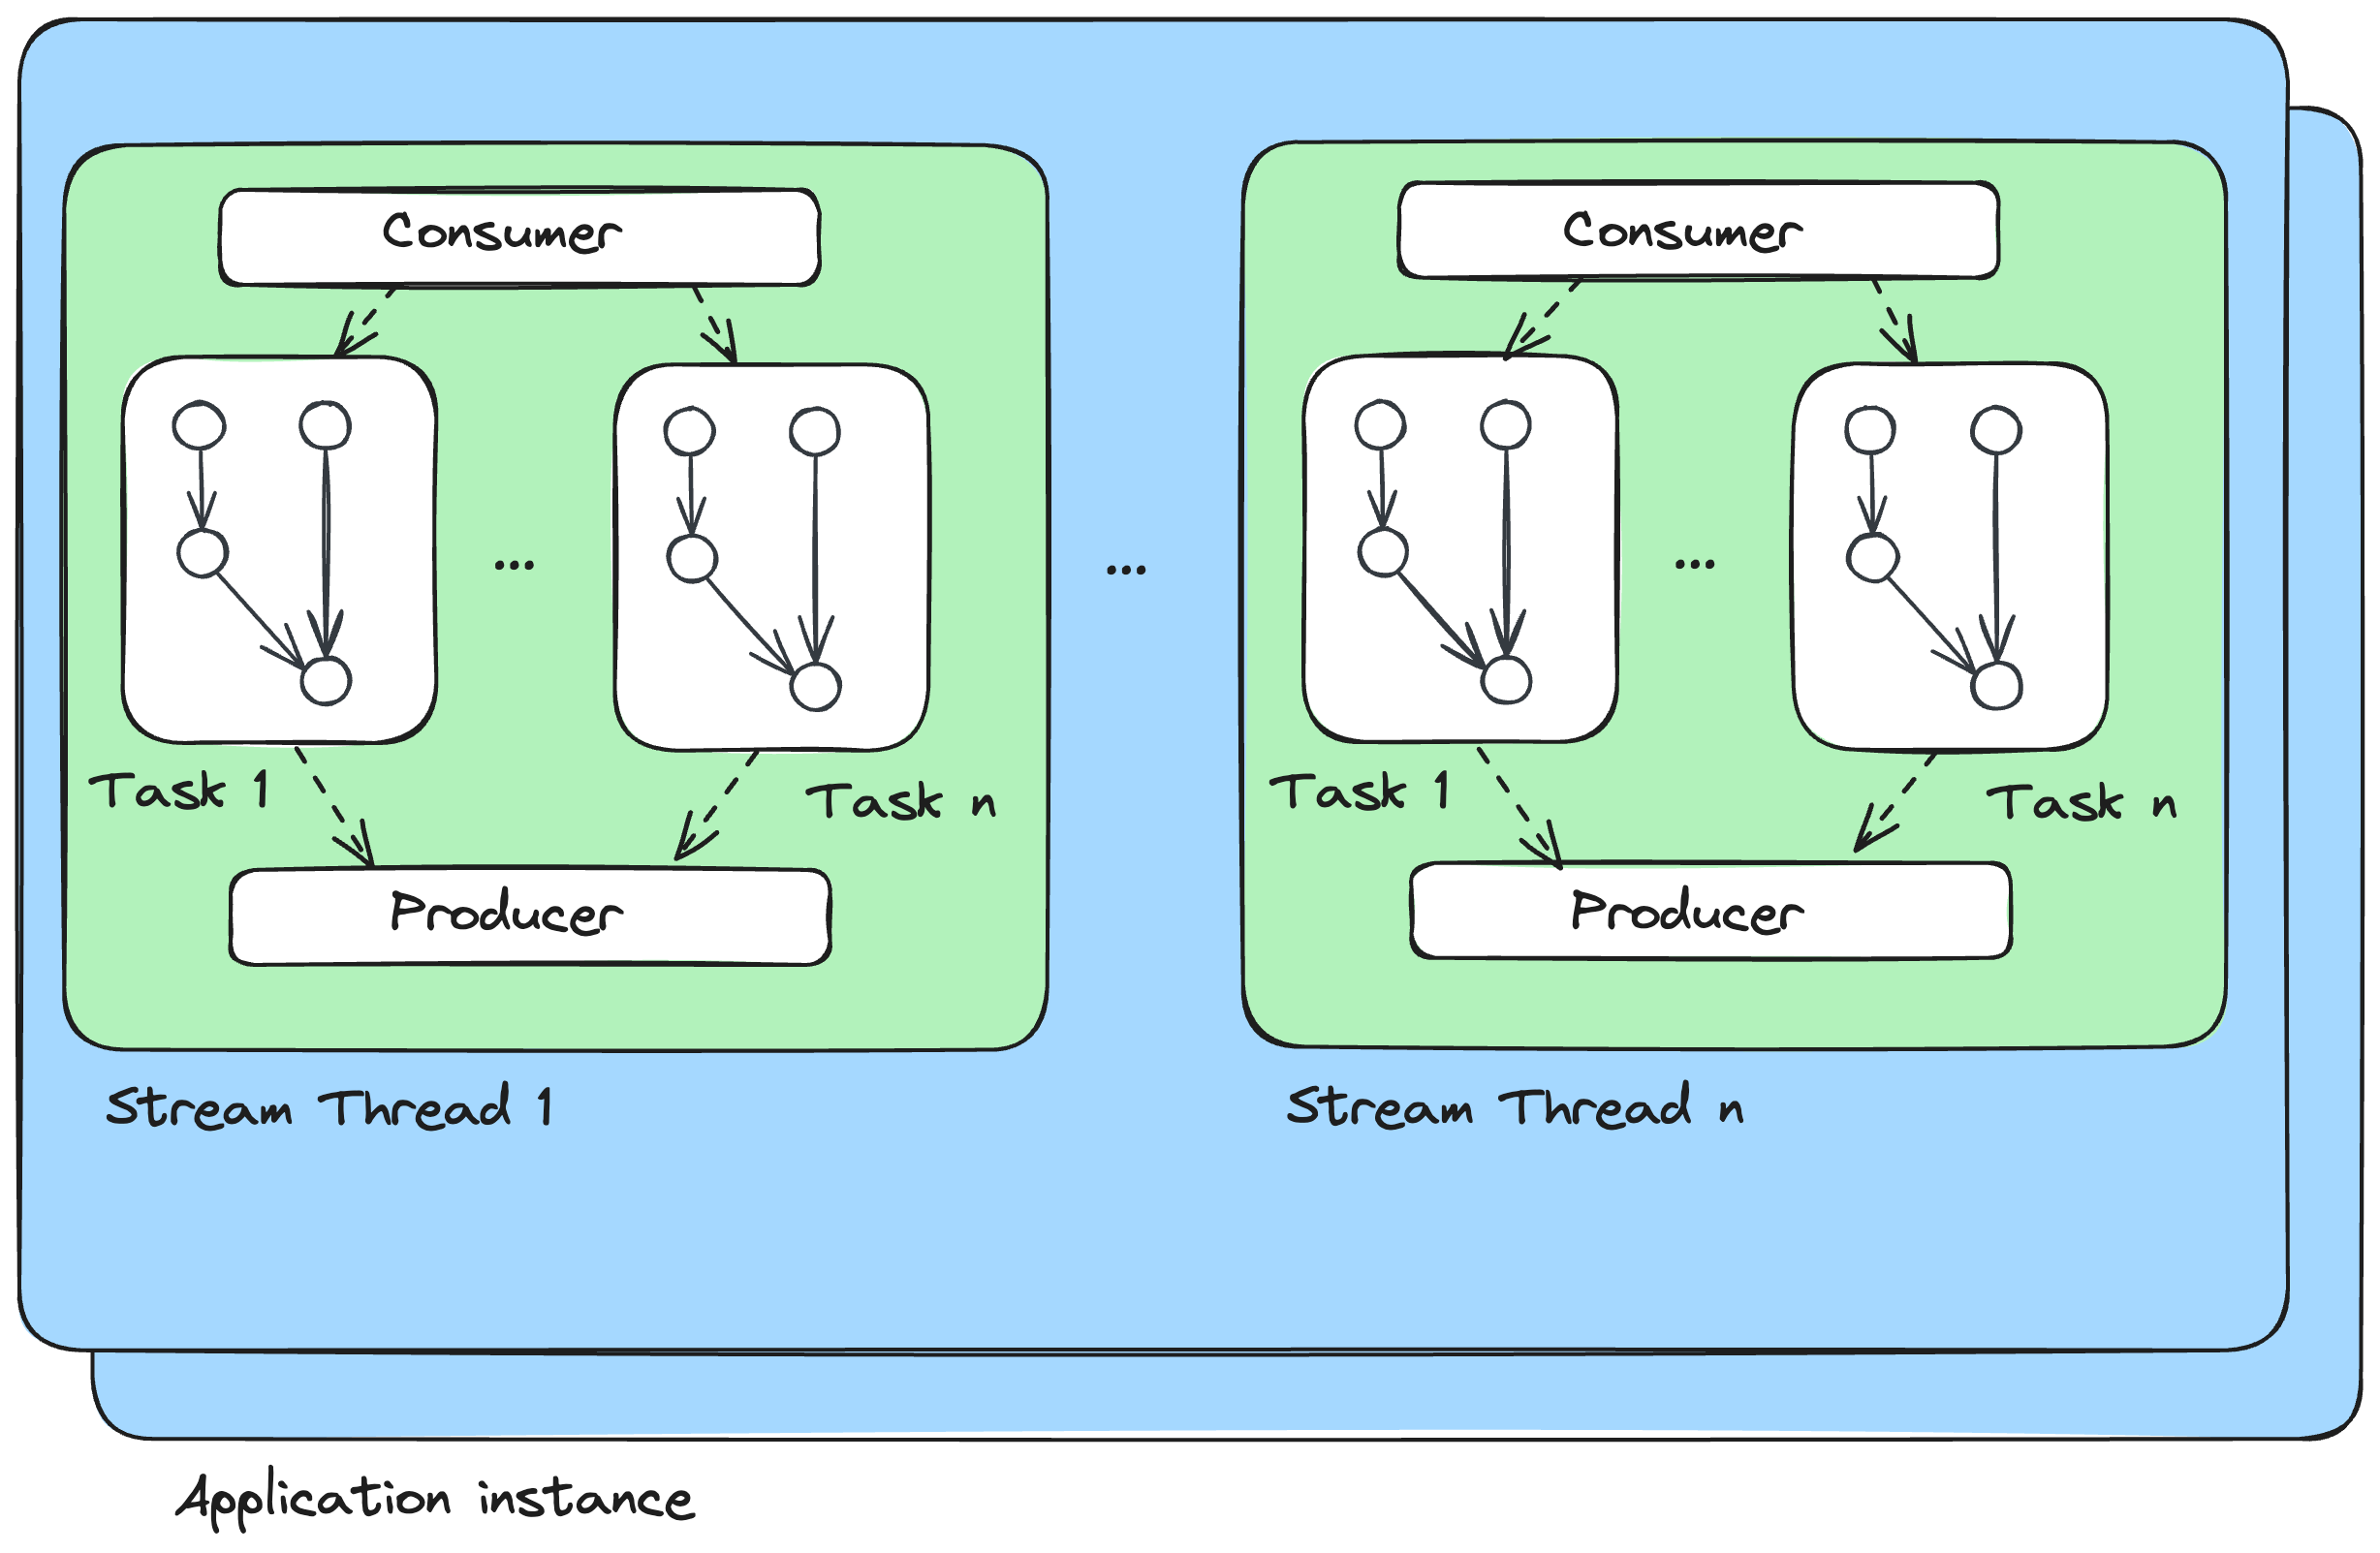 Consumer
Consumer
...
...
...
Task 1
Task n
Task 1
Task n
Producer
Producer
Stream Thread 1
Stream Thread n
Application instance